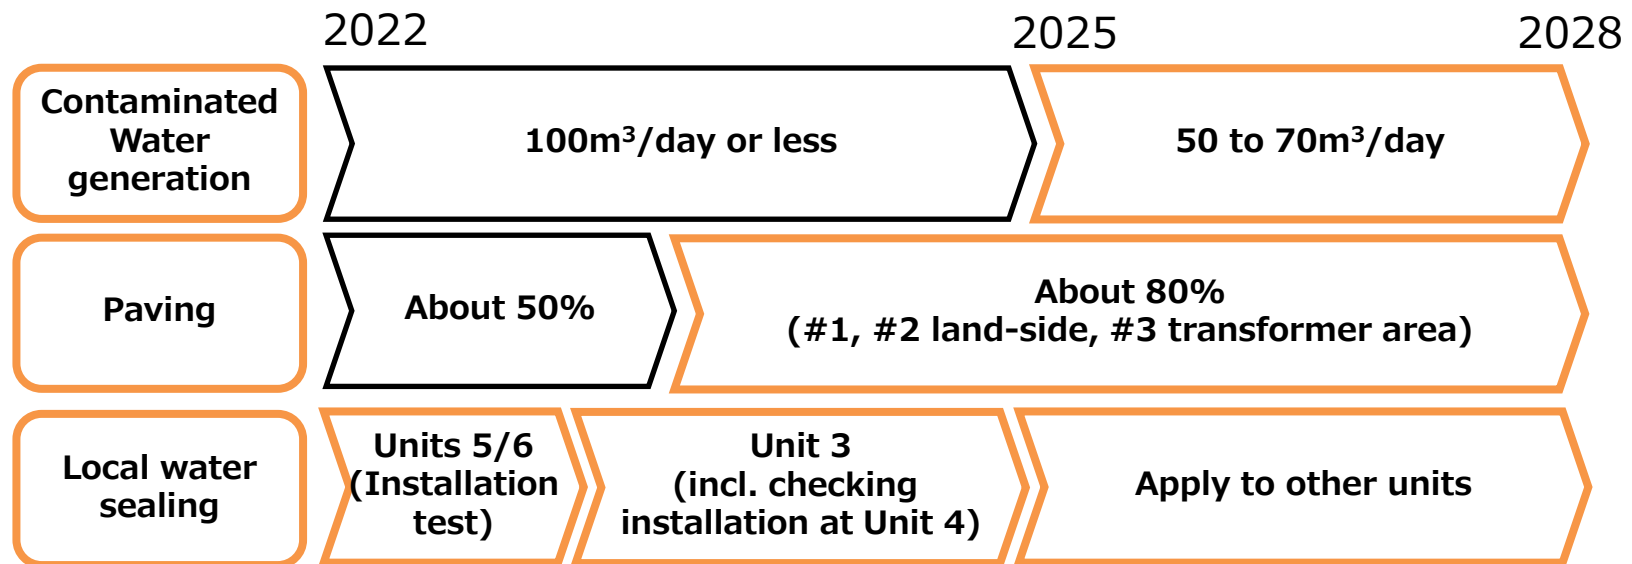 2022
2025
2028
Contaminated
Water
generation
100m³/day or less
50 to 70m³/day
Paving
About 50%
About 80%
(#1, #2 land-side, #3 transformer area)
Local water
sealing
Units 5/6
(Installation
test)
Unit 3
(incl. checking
installation at Unit 4)
Apply to other units